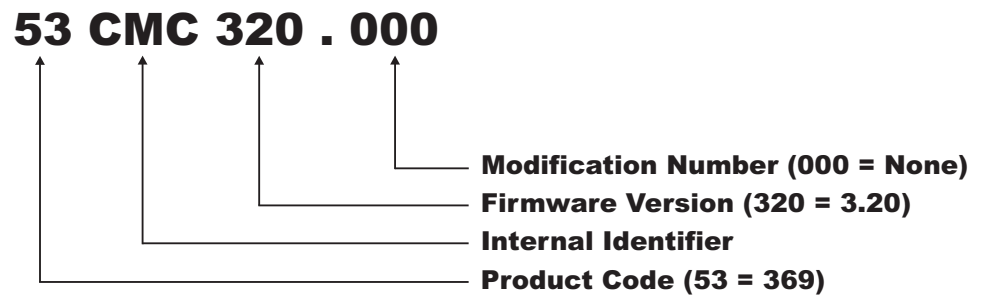 53 CMC 320 . 000
Modification Number (000 = None)
Firmware Version (320 = 3.20)
Internal Identifier
Product Code (53 = 369)